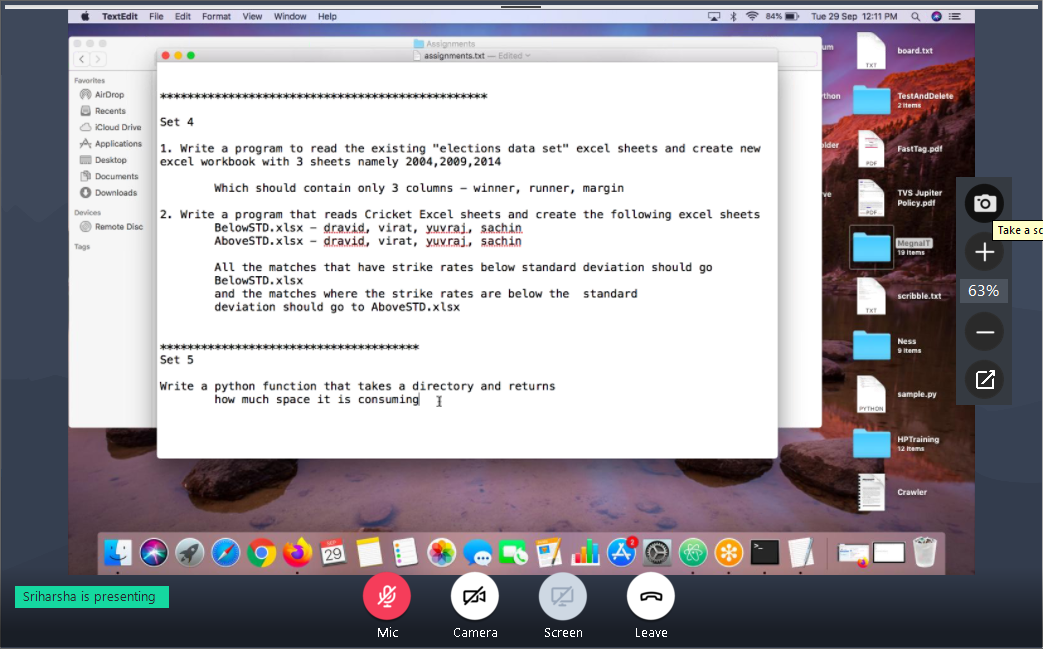 TextEdit File Edit Format View Window Help 84% Tue 29 Sep 12:11 PM
Assignments
assignments.txt — Edited
Favorites
AirDrop
Recents
iCloud Drive
Applications
Desktop
Documents
Downloads
Devices
Remote Disc
Tags
************************************************
Set 4
1. Write a program to read the existing "elections data set" excel sheets and create new
excel workbook with 3 sheets namely 2004,2009,2014
Which should contain only 3 columns – winner, runner, margin
2. Write a program that reads Cricket Excel sheets and create the following excel sheets
BelowSTD.xlsx – dravid, virat, yuvraj, sachin
AboveSTD.xlsx – dravid, virat, yuvraj, sachin
All the matches that have strike rates below standard deviation should go
BelowSTD.xlsx
and the matches where the strike rates are below the standard
deviation should go to AboveSTD.xlsx
**************************************
Set 5
Write a python function that takes a directory and returns
how much space it is consuming
um
thon
lder
ve
board.txt
TXT
TestAndDelete
2 items
FastTag.pdf
PDF
TVS Jupiter
Policy.pdf
PDF
MegnaIT
19 items
scribble.txt
TXT
Ness
9 items
sample.py
PYTHON
HPTraining
12 items
Crawler
SEP
29
2
Take a sc
63%
Sriharsha is presenting
Mic
Camera
Screen
Leave